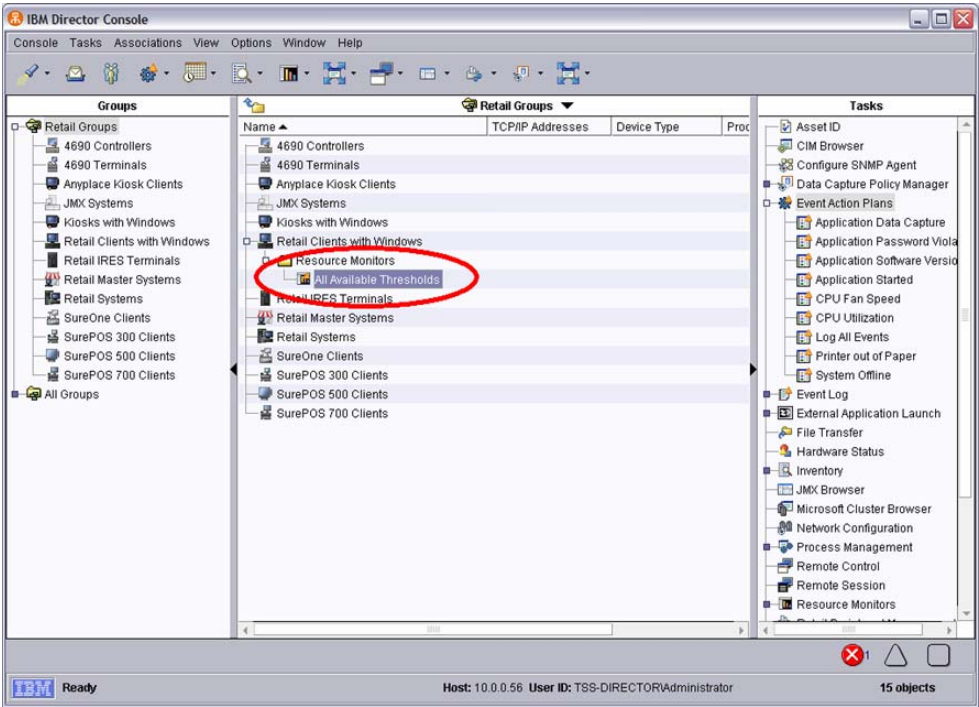 IBM Director Console
Console Tasks Associations View Options Window Help
Groups
Retail Groups
4690 Controllers
4690 Terminals
Anyplace Kiosk Clients
JMX Systems
Kiosks with Windows
Retail Clients with Windows
Retail IRES Terminals
Retail Master Systems
Retail Systems
SureOne Clients
SurePOS 300 Clients
SurePOS 500 Clients
SurePOS 700 Clients
All Groups
Retail Groups
Name TCP/IP Addresses Device Type Proc
4690 Controllers
4690 Terminals
Anyplace Kiosk Clients
JMX Systems
Kiosks with Windows
Retail Clients with Windows
Resource Monitors
All Available Thresholds
Retail IRES Terminals
Retail Master Systems
Retail Systems
SureOne Clients
SurePOS 300 Clients
SurePOS 500 Clients
SurePOS 700 Clients
Tasks
Asset ID
CIM Browser
Configure SNMP Agent
Data Capture Policy Manager
Event Action Plans
Application Data Capture
Application Password Viola
Application Software Versio
Application Started
CPU Fan Speed
CPU Utilization
Log All Events
Printer out of Paper
System Offline
Event Log
External Application Launch
File Transfer
Hardware Status
Inventory
JMX Browser
Microsoft Cluster Browser
Network Configuration
Process Management
Remote Control
Remote Session
Resource Monitors
1
IBM Ready Host: 10.0.0.56 User ID: TSS-DIRECTOR\Administrator 15 objects